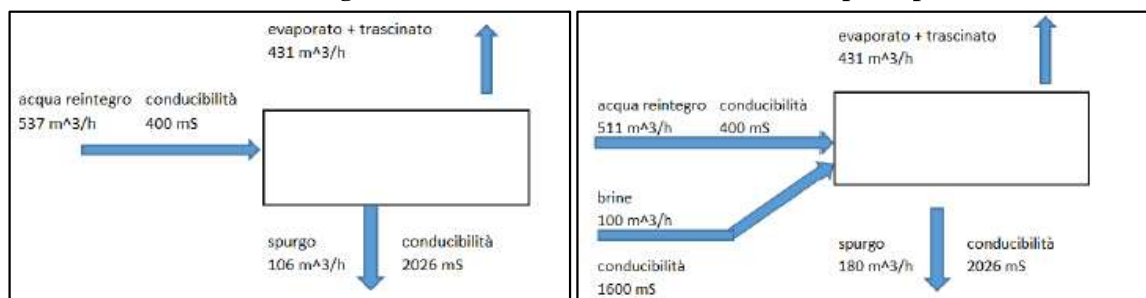 evaporato + trascinato
431 m^3/h
acqua reintegro conducibilità
537 m^3/h 400 mS
spurgo conducibilità
106 m^3/h 2026 mS
evaporato + trascinato
431 m^3/h
acqua reintegro conducibilità
511 m^3/h 400 mS
brine
100 m^3/h
conducibilità
1600 mS
spurgo conducibilità
180 m^3/h 2026 mS